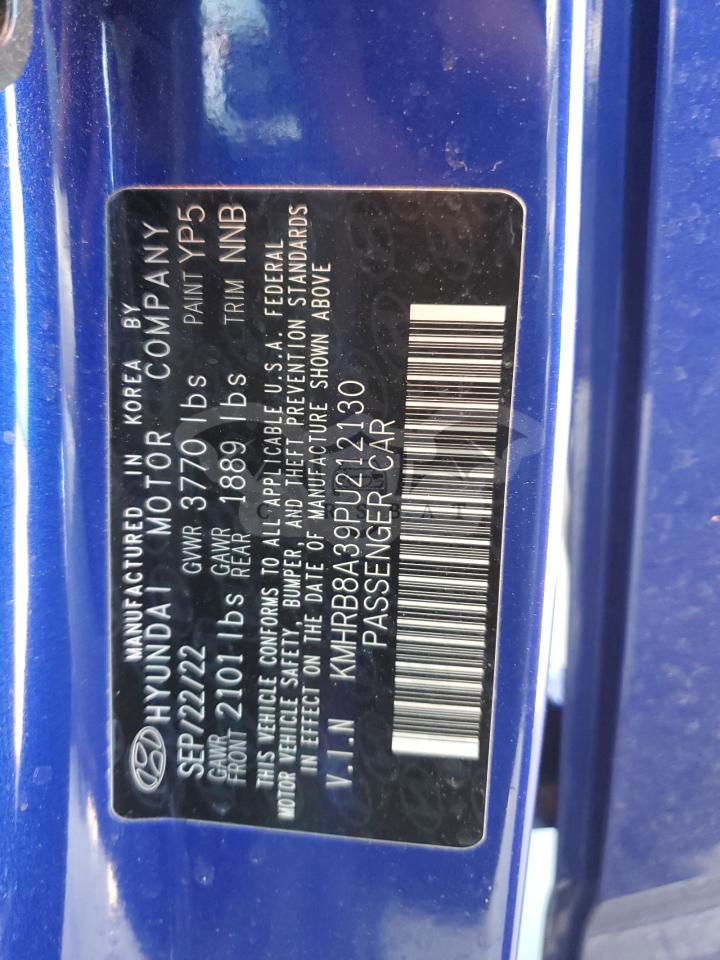 MANUFACTURED IN KOREA BY
HYUNDAI MOTOR COMPANY
SEP/22/22 GVWR 3770 lbs PAINT YP5
GAWR FRONT 2101 lbs GAWR REAR 1889 lbs TRIM NNB
THIS VEHICLE CONFORMS TO ALL APPLICABLE U.S.A. FEDERAL
MOTOR VEHICLE SAFETY, BUMPER, AND THEFT PREVENTION STANDARDS
IN EFFECT ON THE DATE OF MANUFACTURE SHOWN ABOVE
V.I.N KMHRB8A39PU212130
PASSENGER CAR